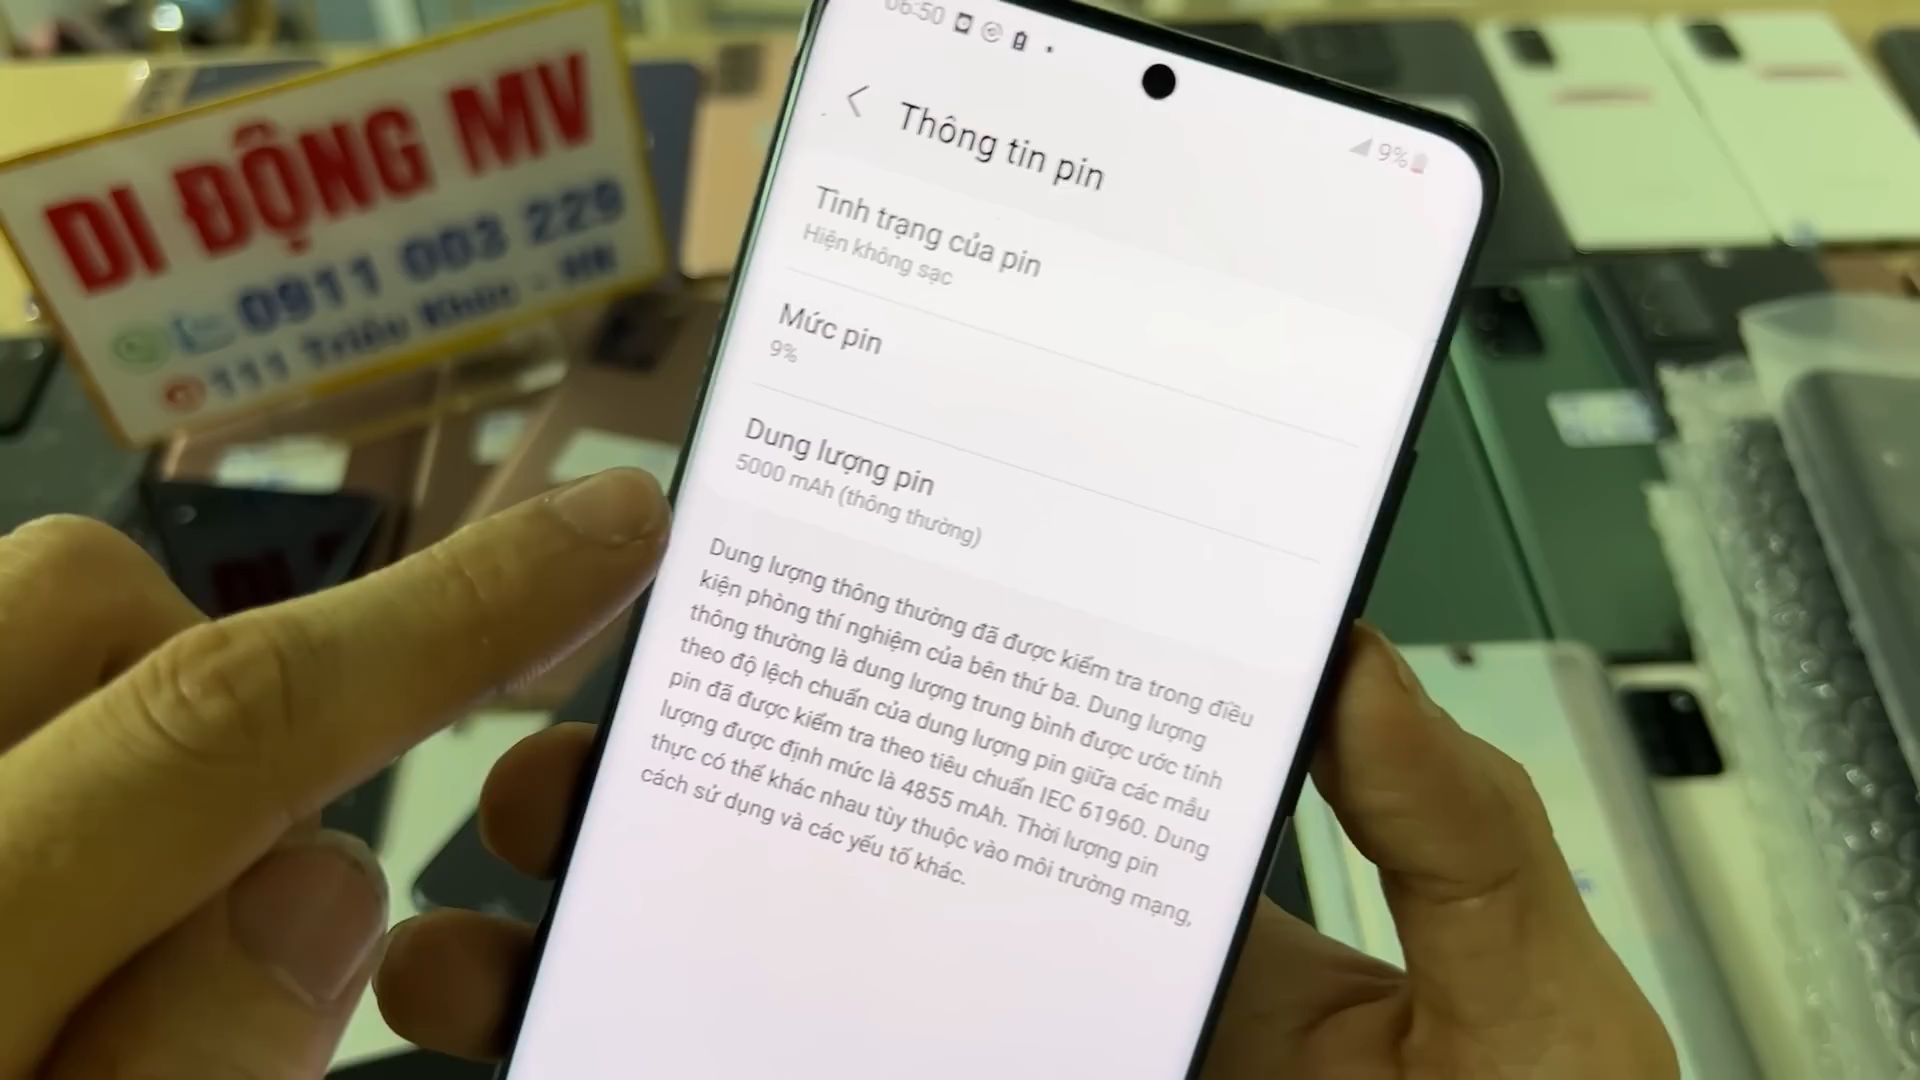 DI ĐỘNG MV
0911 003 229
111 Triều Khúc - HN
06:50
9%
Thông tin pin
Tình trạng của pin
Hiện không sạc
Mức pin
9%
Dung lượng pin
5000 mAh (thông thường)
Dung lượng thông thường đã được kiểm tra trong điều
kiện phòng thí nghiệm của bên thứ ba. Dung lượng
thông thường là dung lượng trung bình được ước tính
theo độ lệch chuẩn của dung lượng pin giữa các mẫu
pin đã được kiểm tra theo tiêu chuẩn IEC 61960. Dung
lượng được định mức là 4855 mAh. Thời lượng pin
thực có thể khác nhau tùy thuộc vào môi trường mạng,
cách sử dụng và các yếu tố khác.